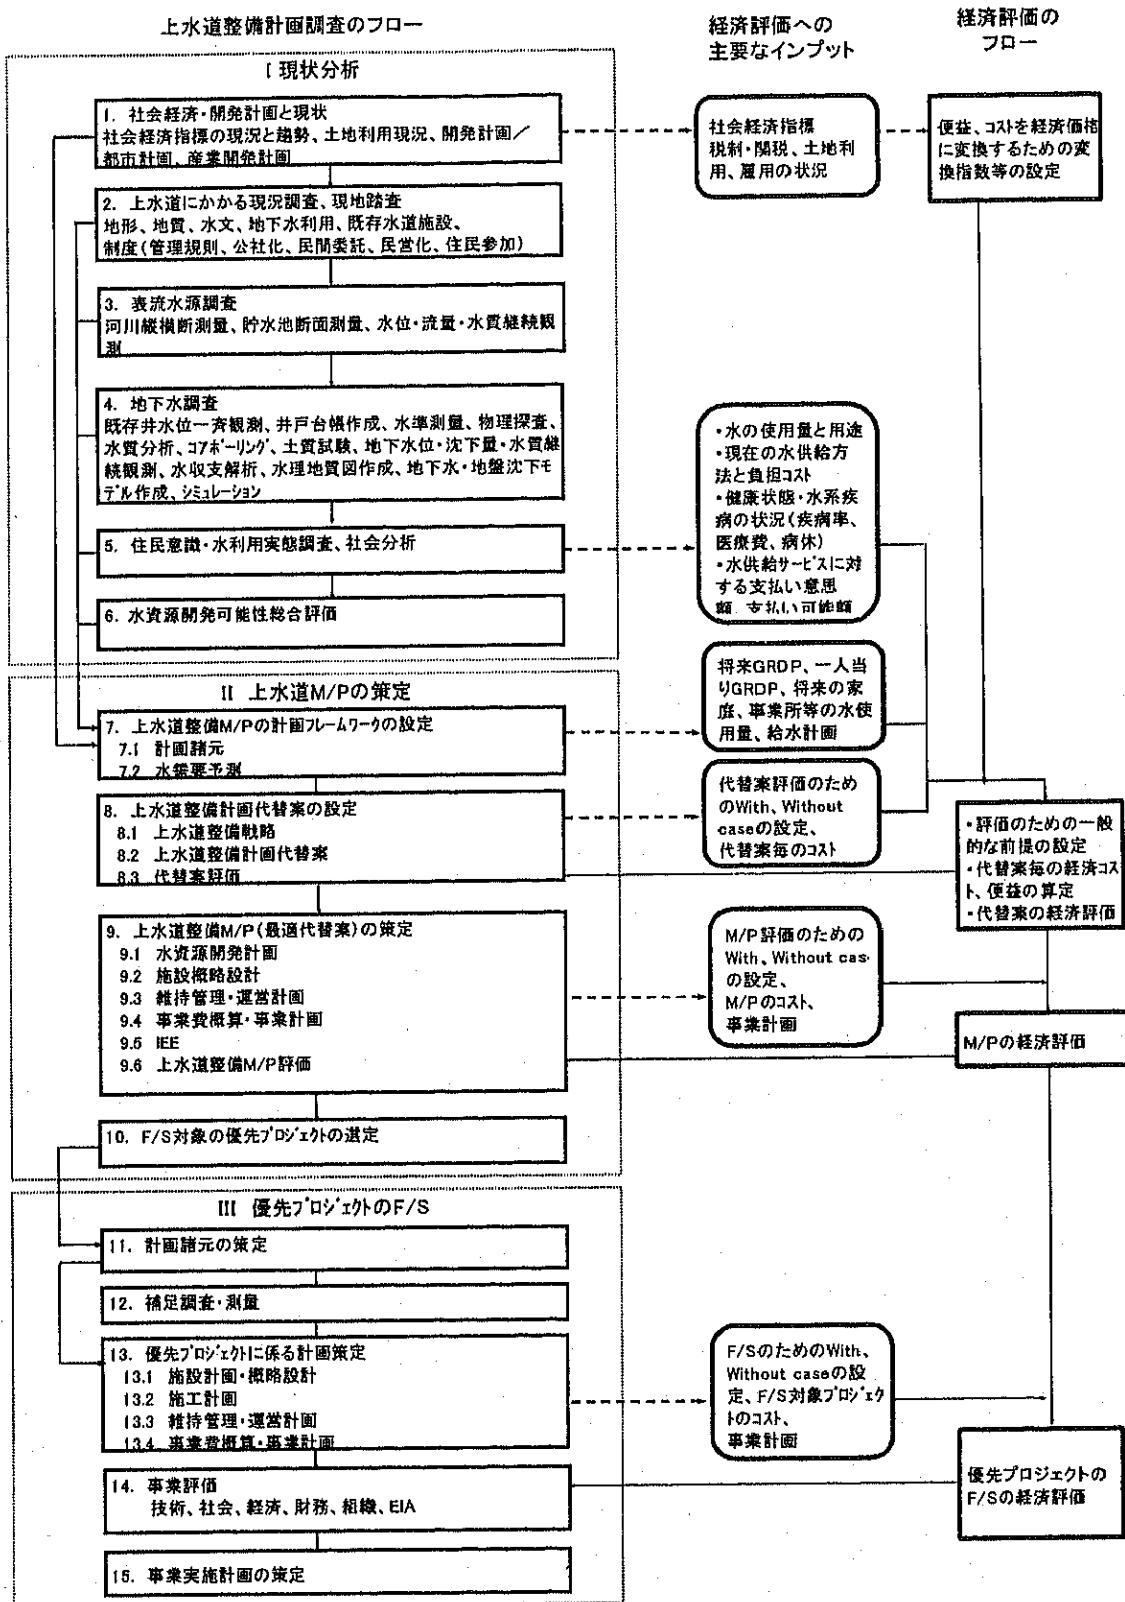 上水道整備計画調査のフロー
経済評価への
主要なインプット
経済評価の
フロー
I 現状分析
1. 社会経済・開発計画と現状
社会経済指標の現況と趨勢、土地利用現況、開発計画／
都市計画、産業開発計画
社会経済指標
税制・関税、土地利
用、雇用の状況
便益、コストを経済価格
に変換するための変
換指数等の設定
2. 上水道にかかる現況調査、現地踏査
地形、地質、水文、地下水利用、既存水道施設、
制度(管理規則、公社化、民間委託、民営化、住民参加)
3. 表流水源調査
河川縦横断測量、貯水池断面測量、水位・流量・水質継続観
測
4. 地下水調査
既存井水位一斉観測、井戸台帳作成、水準測量、物理探査、
水質分析、コアボーリング、土質試験、地下水位・沈下量・水質継
続観測、水収支解析、水理地質図作成、地下水・地盤沈下モ
デル作成、シミュレーション
5. 住民意識・水利用実態調査、社会分析
6. 水資源開発可能性総合評価
・水の使用量と用途
・現在の水供給方
法と負担コスト
・健康状態・水系疾
病の状況(疾病率、
医療費、病休)
・水供給サービスに対
する支払い意思
額、支払い可能額
II 上水道M/Pの策定
7. 上水道整備M/Pの計画フレームワークの設定
7.1 計画諸元
7.2 水需要予測
将来GRDP、一人当
りGRDP、将来の家
庭、事業所等の水使
用量、給水計画
8. 上水道整備計画代替案の設定
8.1 上水道整備戦略
8.2 上水道整備計画代替案
8.3 代替案評価
代替案評価のため
のWith、Without
caseの設定、
代替案毎のコスト
・評価のための一般
的な前提の設定
・代替案毎の経済コス
ト、便益の算定
・代替案の経済評価
9. 上水道整備M/P(最適代替案)の策定
9.1 水資源開発計画
9.2 施設概略設計
9.3 維持管理・運営計画
9.4 事業費概算・事業計画
9.5 IEE
9.6 上水道整備M/P評価
M/P評価のための
With、Without cas
の設定、
M/Pのコスト、
事業計画
M/Pの経済評価
10. F/S対象の優先プロジェクトの選定
III 優先プロジェクトのF/S
11. 計画諸元の策定
12. 補足調査・測量
13. 優先プロジェクトに係る計画策定
13.1 施設計画・概略設計
13.2 施工計画
13.3 維持管理・運営計画
13.4 事業費概算・事業計画
F/SのためのWith、
Without caseの設
定、F/S対象プロジェク
トのコスト、
事業計画
14. 事業評価
技術、社会、経済、財務、組織、EIA
優先プロジェクトの
F/Sの経済評価
15. 事業実施計画の策定